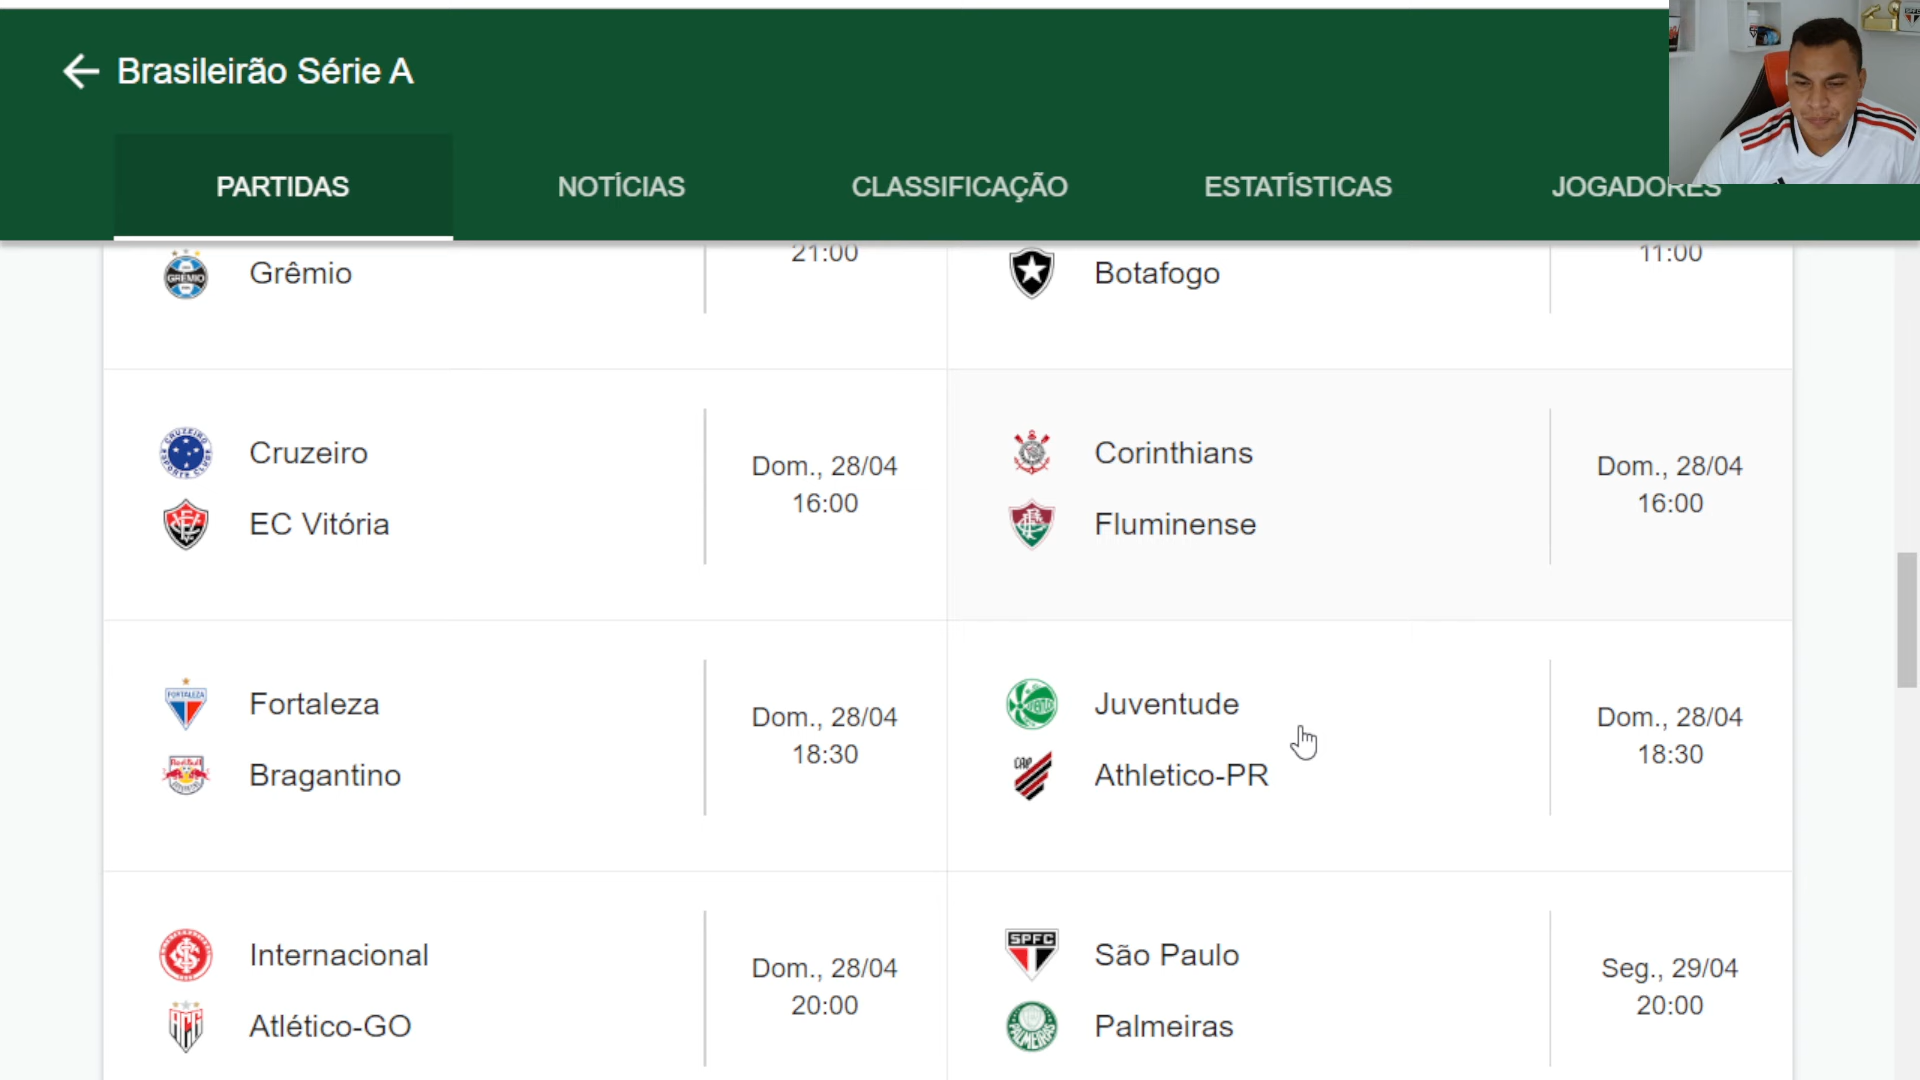 Brasileirão Série A
PARTIDAS
NOTÍCIAS
CLASSIFICAÇÃO
ESTATÍSTICAS
JOGADORES
Grêmio
21:00
Botafogo
11:00
Cruzeiro
EC Vitória
Dom., 28/04
16:00
Corinthians
Fluminense
Dom., 28/04
16:00
Fortaleza
Bragantino
Dom., 28/04
18:30
Juventude
Athletico-PR
Dom., 28/04
18:30
Internacional
Atlético-GO
Dom., 28/04
20:00
SPFC
São Paulo
Palmeiras
Seg., 29/04
20:00